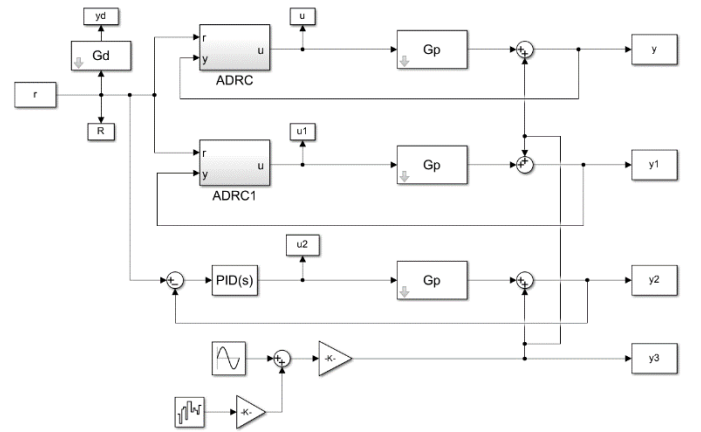 yd
u
Gd
r
y
u
ADRC
Gp
+
+
y
r
R
u1
r
y
u
ADRC1
Gp
+
+
y1
u2
+
−
PID(s)
Gp
+
+
y2
+
+
-K-
y3
-K-